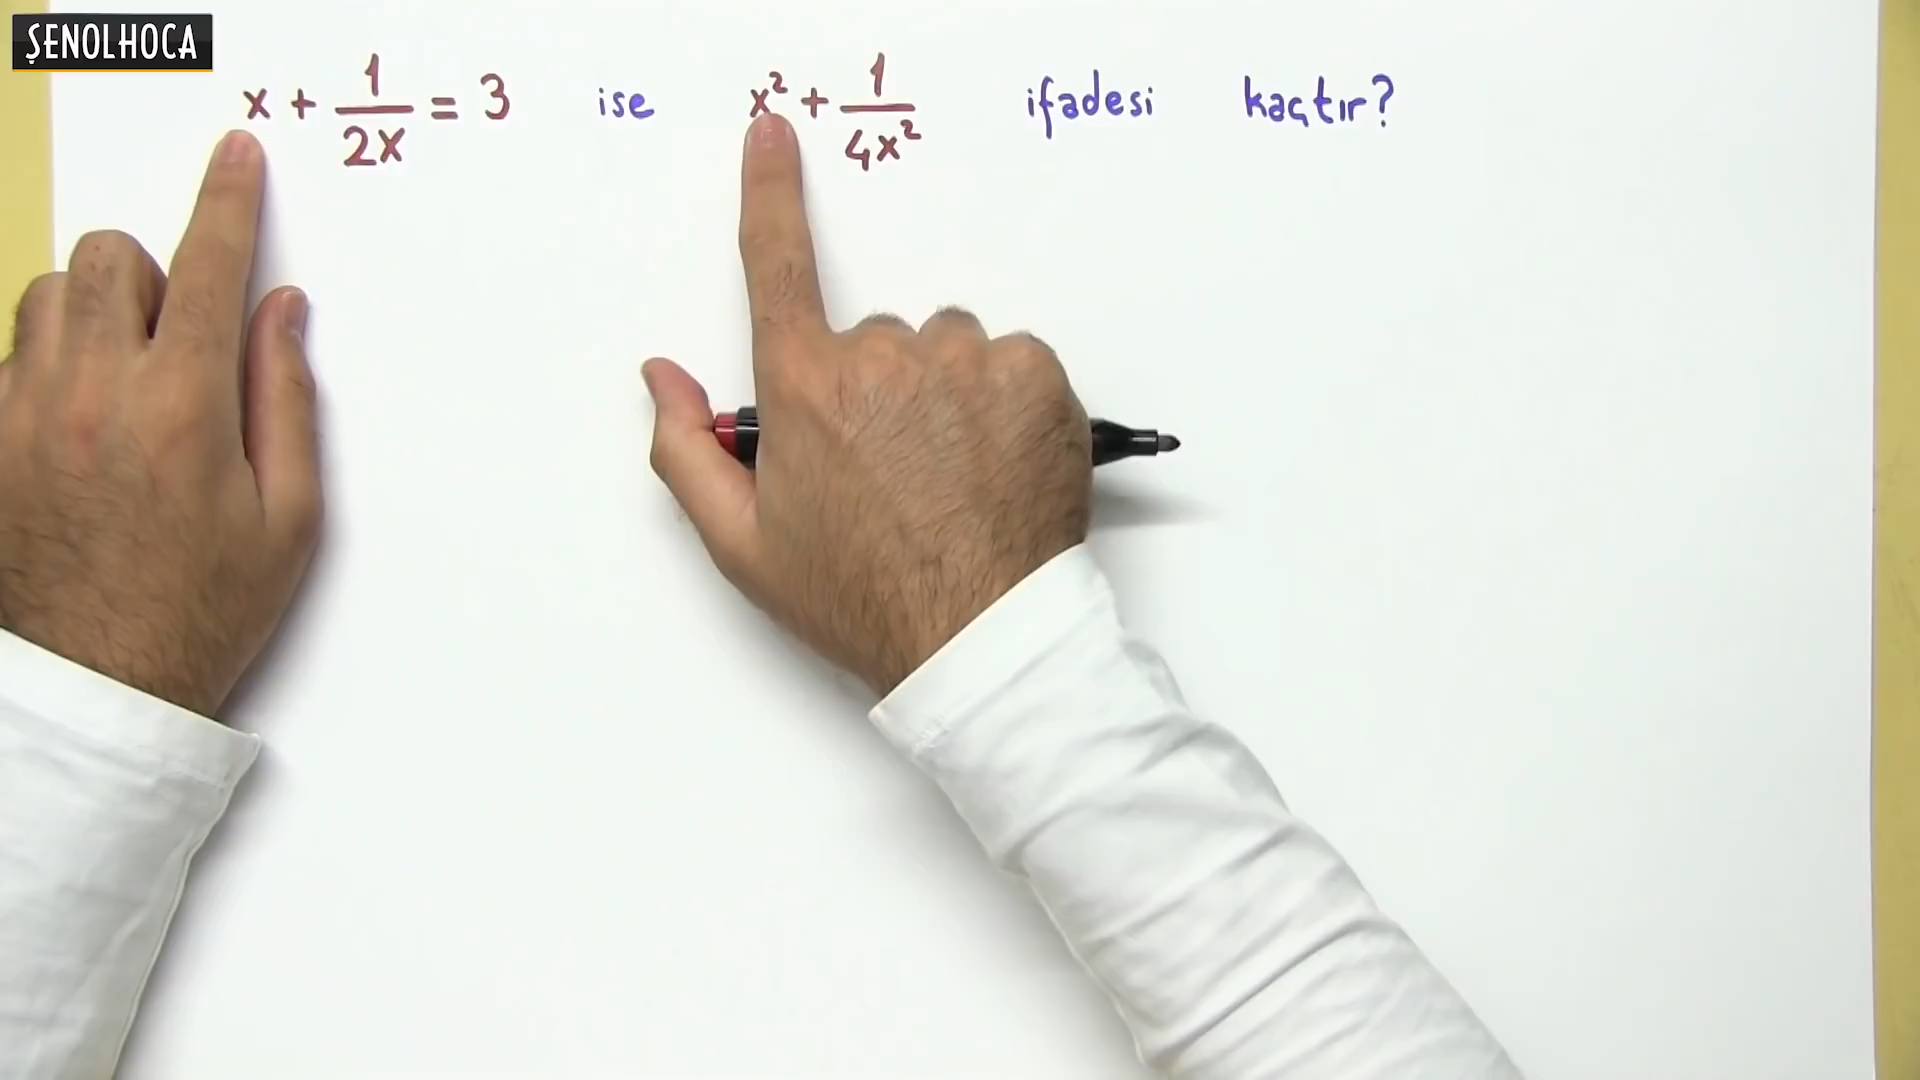 ŞENOLHOCA
x + 1/2x = 3 ise x² + 1/4x² ifadesi kaçtır?